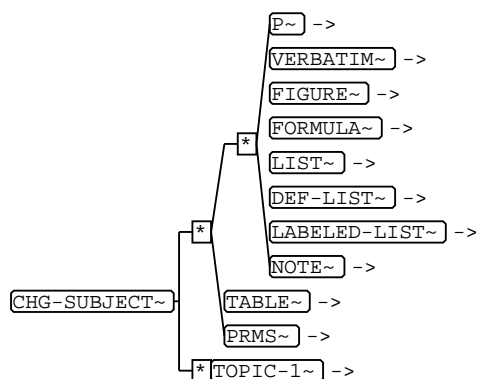 P~ ->
VERBATIM~ ->
FIGURE~ ->
FORMULA~ ->
*
LIST~ ->
DEF-LIST~ ->
* LABELED-LIST~ ->
NOTE~ ->
CHG-SUBJECT~ TABLE~ ->
PRMS~ ->
* TOPIC-1~ ->